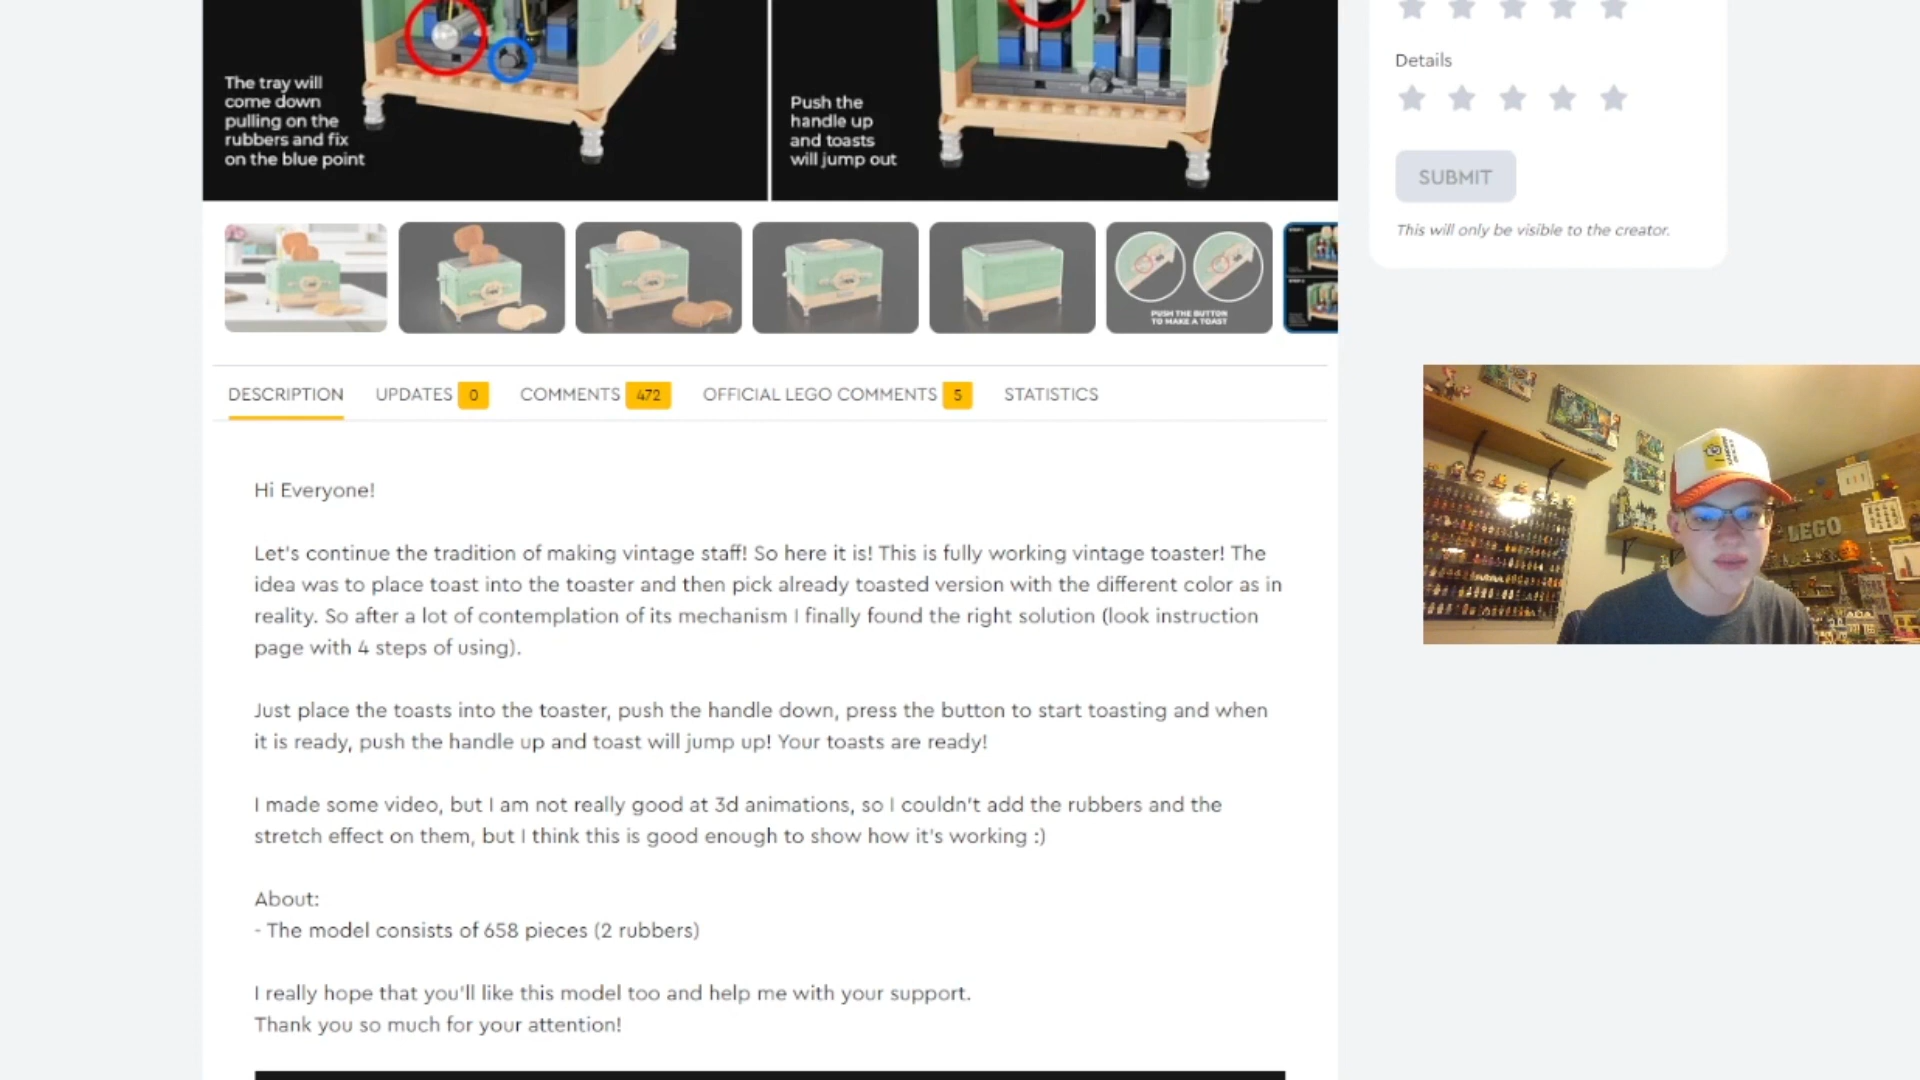 The tray will
come down
pulling on the
rubbers and fix
on the blue point
Push the
handle up
and toasts
will jump out
Details
SUBMIT
This will only be visible to the creator.
PUSH THE BUTTON
TO MAKE A TOAST
DESCRIPTION UPDATES 0 COMMENTS 472 OFFICIAL LEGO COMMENTS 5 STATISTICS
Hi Everyone!
Let's continue the tradition of making vintage staff! So here it is! This is fully working vintage toaster! The
idea was to place toast into the toaster and then pick already toasted version with the different color as in
reality. So after a lot of contemplation of its mechanism I finally found the right solution (look instruction
page with 4 steps of using).
Just place the toasts into the toaster, push the handle down, press the button to start toasting and when
it is ready, push the handle up and toast will jump up! Your toasts are ready!
I made some video, but I am not really good at 3d animations, so I couldn't add the rubbers and the
stretch effect on them, but I think this is good enough to show how it's working :)
About:
- The model consists of 658 pieces (2 rubbers)
I really hope that you'll like this model too and help me with your support.
Thank you so much for your attention!
LEGO